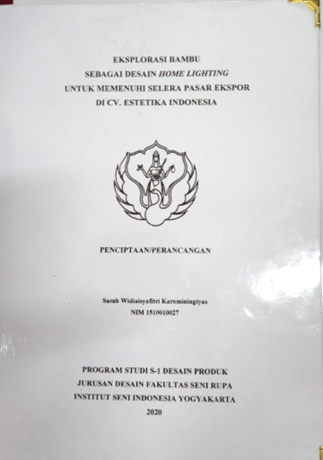 EKSPLORASI BAMBU
SEBAGAI DESAIN HOME LIGHTING
UNTUK MEMENUHI SELERA PASAR EKSPOR
DI CV. ESTETIKA INDONESIA
PENCIPTAAN/PERANCANGAN
Sarah Widiaisyafitri Karominingtyas
NIM 1510010027
PROGRAM STUDI S-1 DESAIN PRODUK
JURUSAN DESAIN FAKULTAS SENI RUPA
INSTITUT SENI INDONESIA YOGYAKARTA
2020